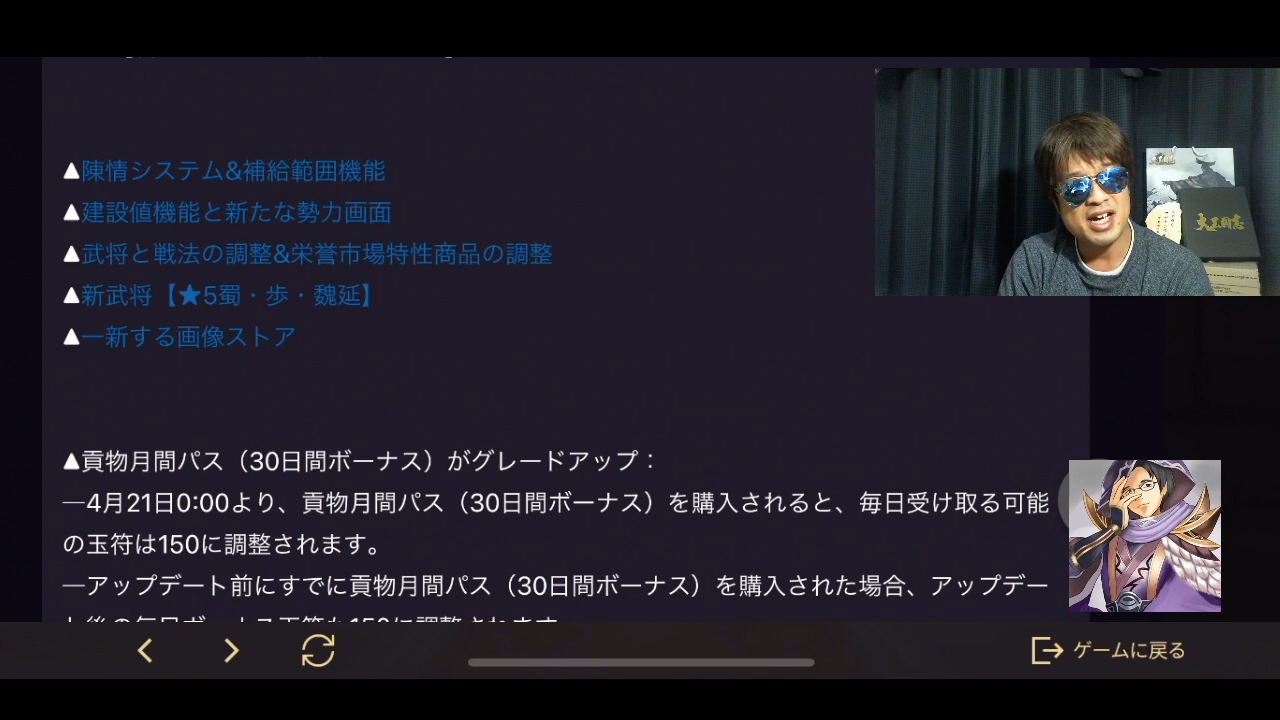 ▲陳情システム&補給範囲機能
▲建設値機能と新たな勢力画面
▲武将と戦法の調整&栄誉市場特性商品の調整
▲新武将【★5蜀・歩・魏延】
▲一新する画像ストア
▲貢物月間パス（30日間ボーナス）がグレードアップ：
—4月21日0:00より、貢物月間パス（30日間ボーナス）を購入されると、毎日受け取る可能
の玉符は150に調整されます。
—アップデート前にすでに貢物月間パス（30日間ボーナス）を購入された場合、アップデー
ゲームに戻る